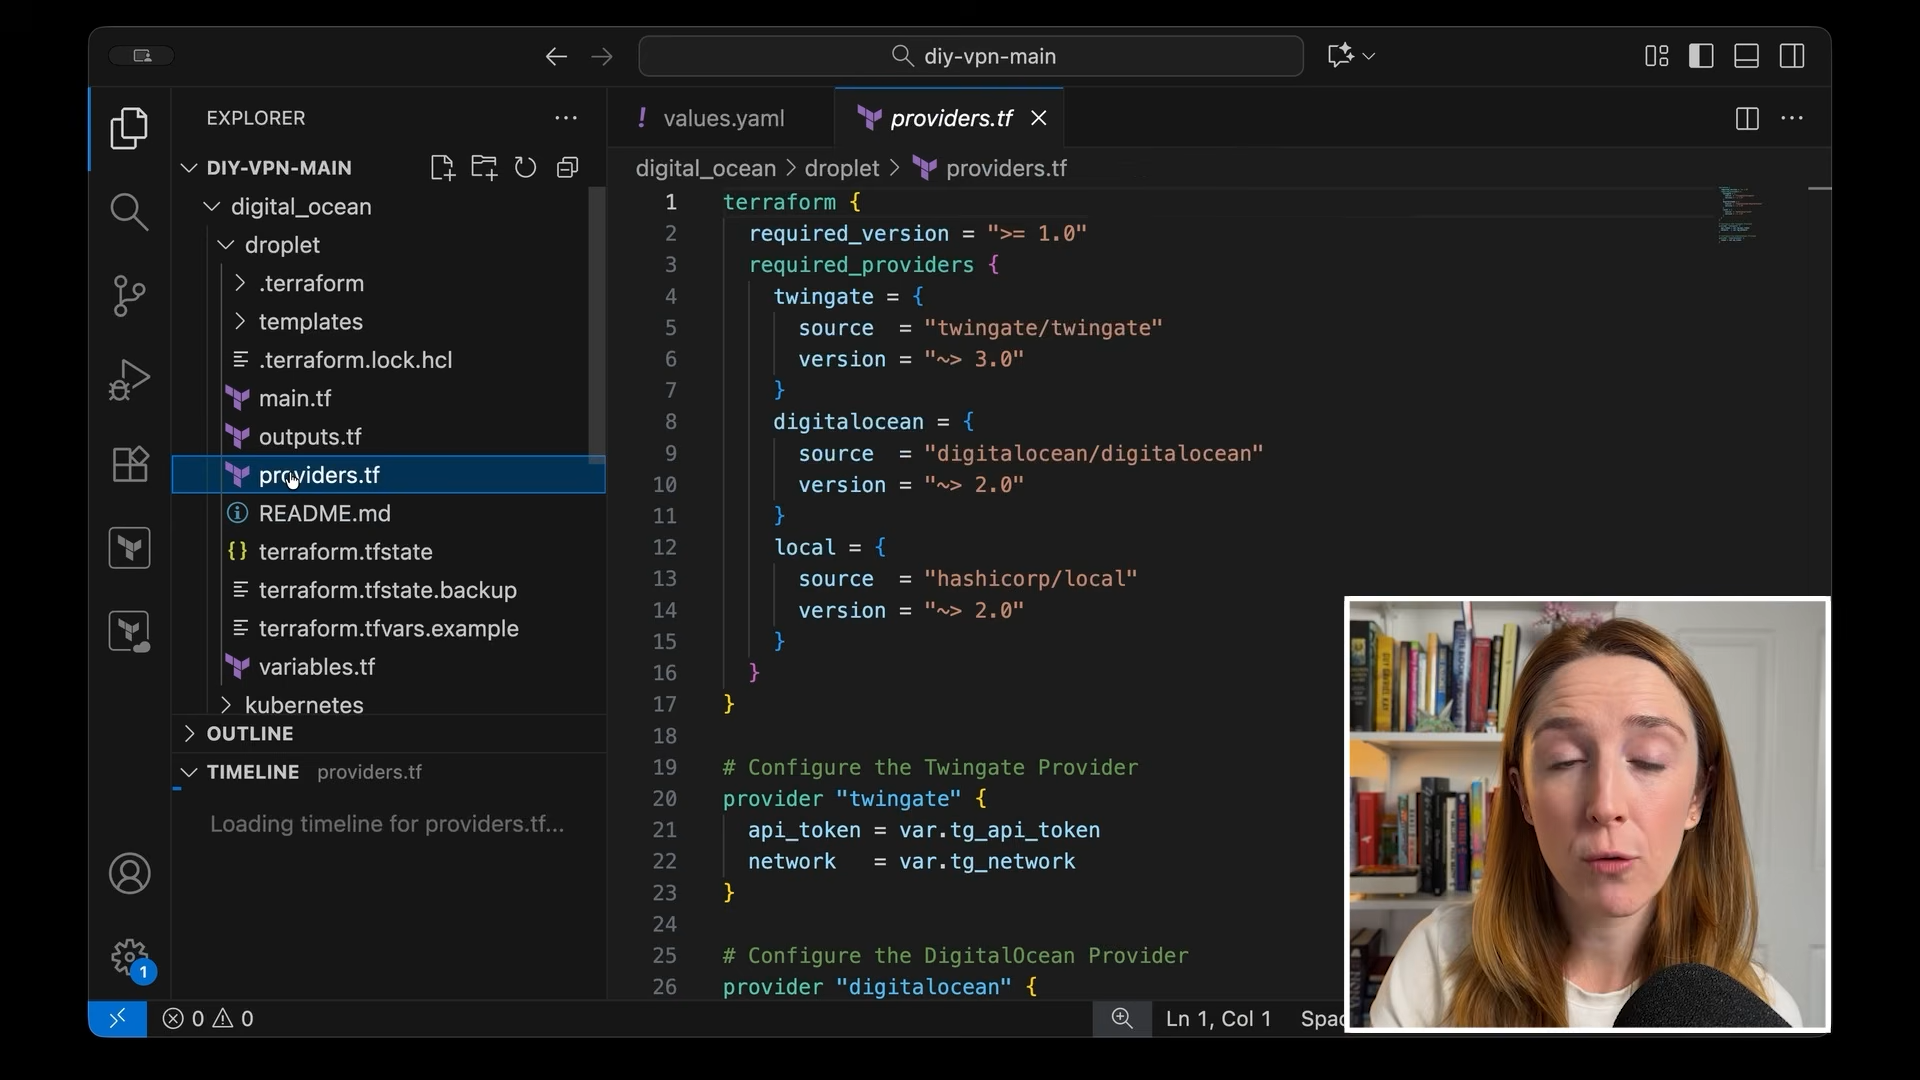 diy-vpn-main
EXPLORER
DIY-VPN-MAIN
digital_ocean
droplet
.terraform
templates
.terraform.lock.hcl
main.tf
outputs.tf
providers.tf
README.md
terraform.tfstate
terraform.tfstate.backup
terraform.tfvars.example
variables.tf
kubernetes
OUTLINE
TIMELINE providers.tf
Loading timeline for providers.tf...
1
! values.yaml
providers.tf
digital_ocean > droplet > providers.tf
1 terraform {
2 required_version = ">= 1.0"
3 required_providers {
4 twingate = {
5 source = "twingate/twingate"
6 version = "~> 3.0"
7 }
8 digitalocean = {
9 source = "digitalocean/digitalocean"
10 version = "~> 2.0"
11 }
12 local = {
13 source = "hashicorp/local"
14 version = "~> 2.0"
15 }
16 }
17 }
18
19 # Configure the Twingate Provider
20 provider "twingate" {
21 api_token = var.tg_api_token
22 network = var.tg_network
23 }
24
25 # Configure the DigitalOcean Provider
26 provider "digitalocean" {
0 0
Ln 1, Col 1 Spac